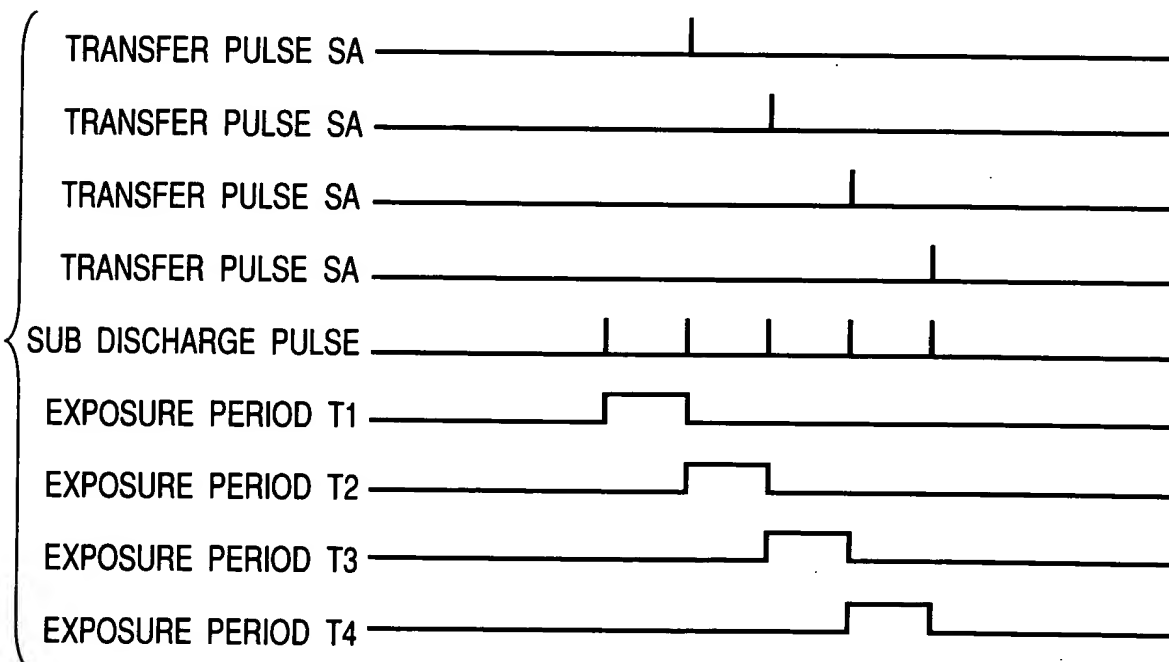 TRANSFER PULSE SA
TRANSFER PULSE SA
TRANSFER PULSE SA
TRANSFER PULSE SA
SUB DISCHARGE PULSE
EXPOSURE PERIOD T1
EXPOSURE PERIOD T2
EXPOSURE PERIOD T3
EXPOSURE PERIOD T4